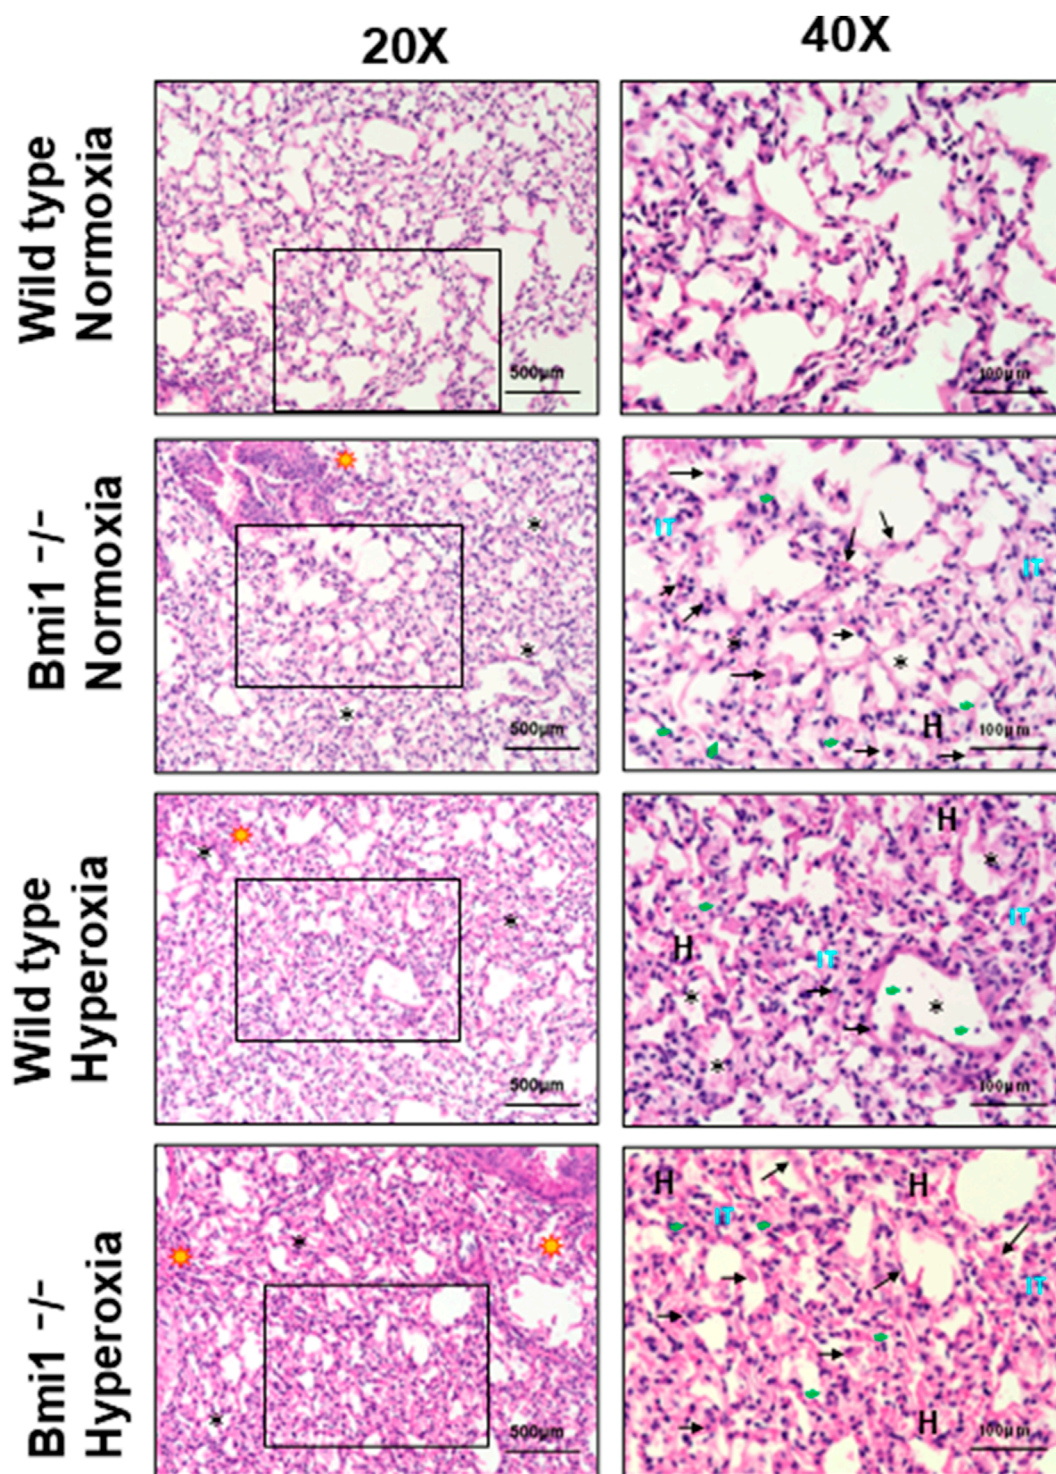 20X 40X
Wild type
Normoxia
500µm
100µm
Bmi1 -/-
Normoxia
500µm
IT
IT
H
100µm
Wild type
Hyperoxia
500µm
H
IT
H
IT
100µm
Bmi1 -/-
Hyperoxia
500µm
H
H
IT
IT
H
100µm